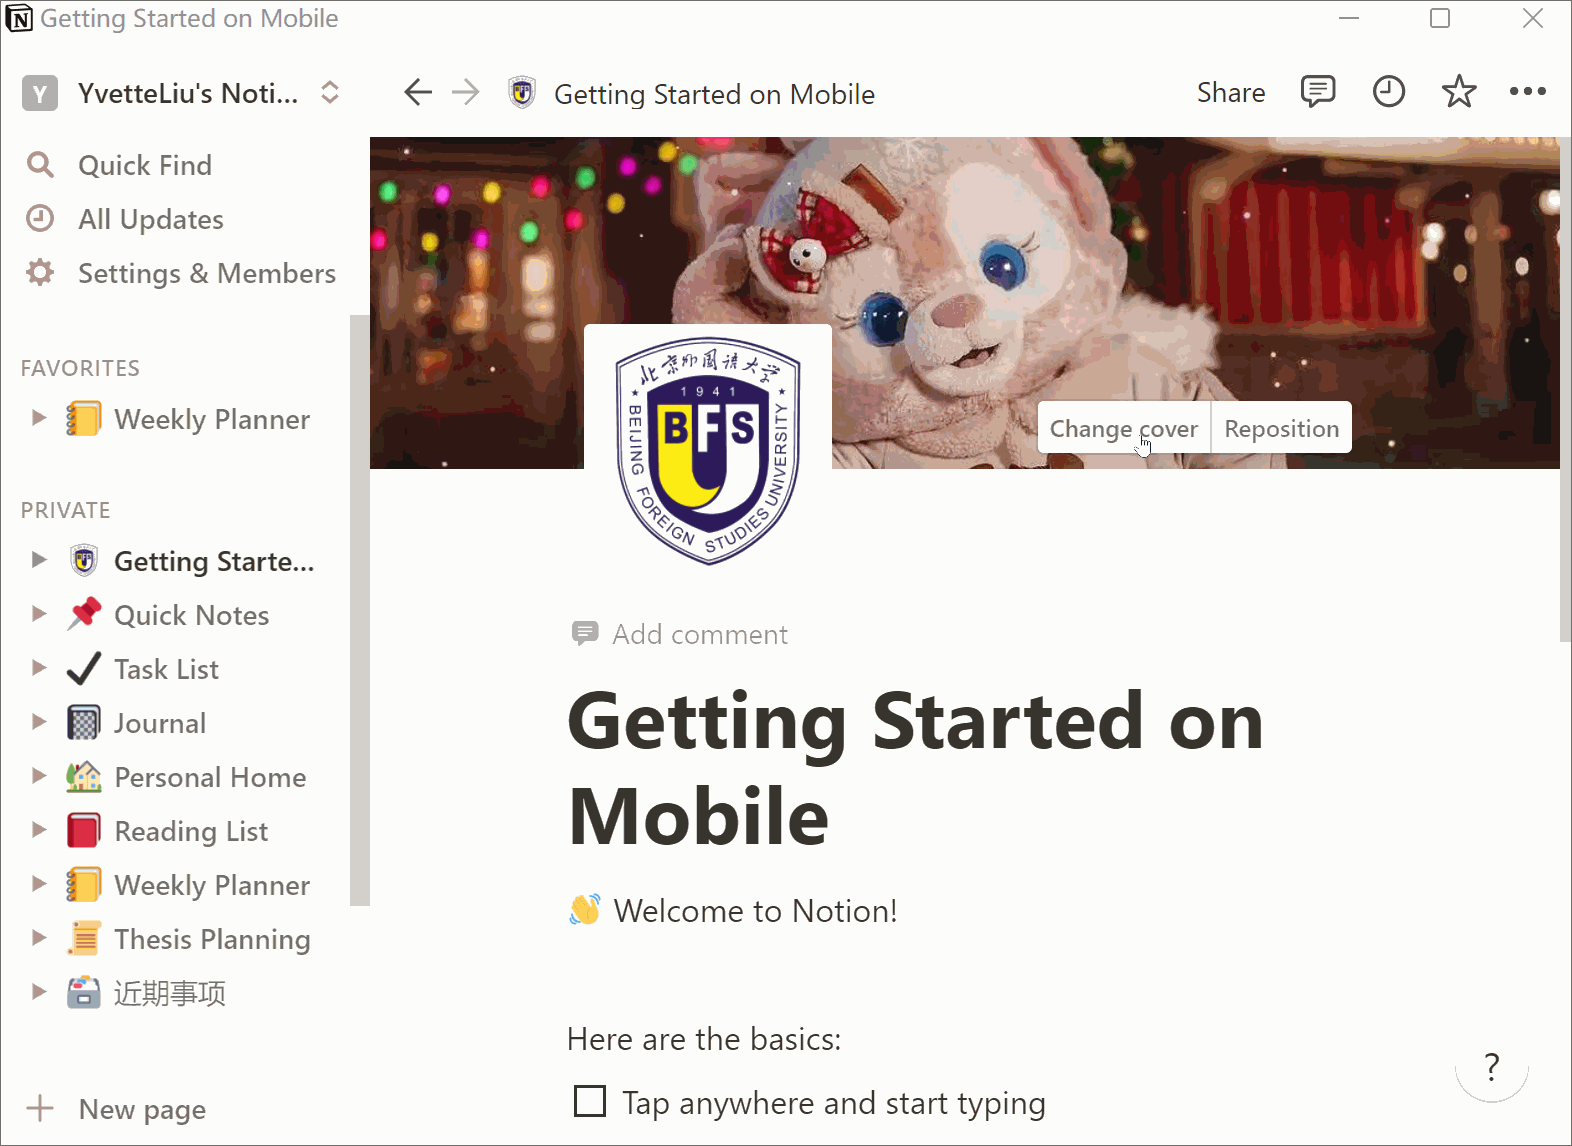 Getting Started on Mobile
Y YvetteLiu's Noti...
Getting Started on Mobile
Share
Quick Find
All Updates
Settings & Members
FAVORITES
Weekly Planner
PRIVATE
Getting Starte...
Quick Notes
Task List
Journal
Personal Home
Reading List
Weekly Planner
Thesis Planning
近期事项
New page
Change cover
Reposition
北京外国语大学
1941
BFSU
BEIJING FOREIGN STUDIES UNIVERSITY
Add comment
Getting Started on
Mobile
👋 Welcome to Notion!
Here are the basics:
Tap anywhere and start typing
?